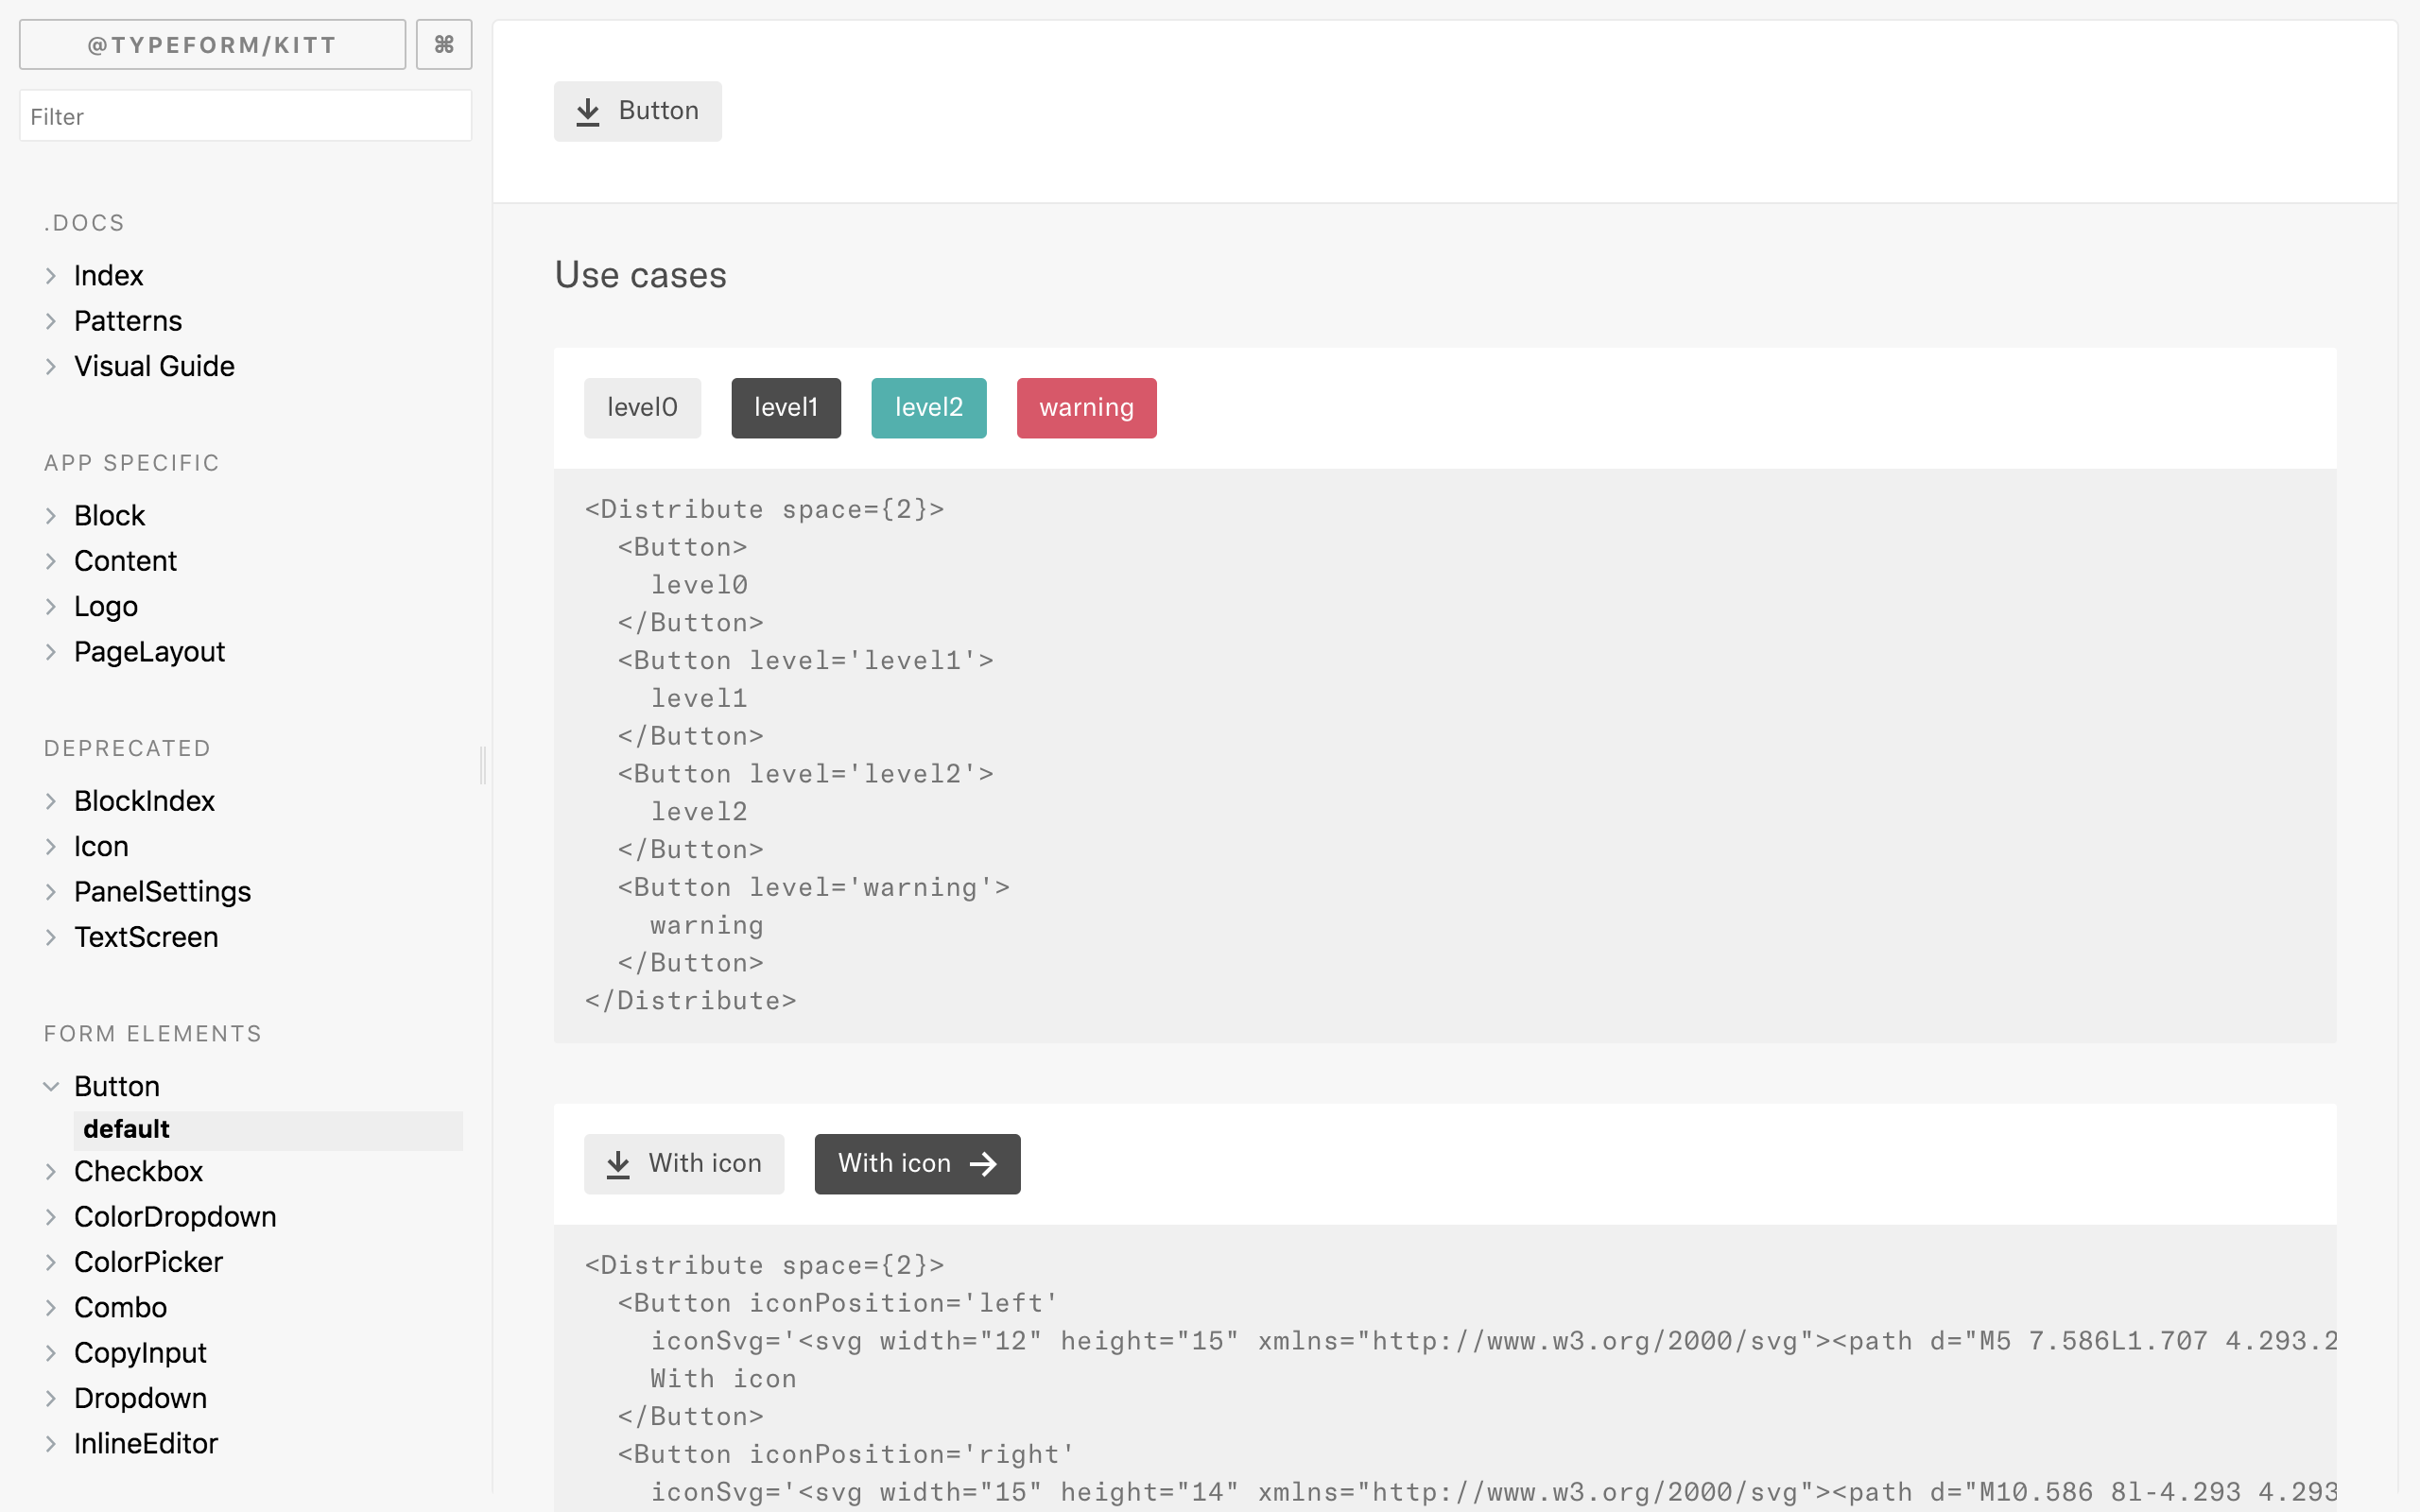 @TYPEFORM/KITT ⌘
Filter
.DOCS
Index
Patterns
Visual Guide
APP SPECIFIC
Block
Content
Logo
PageLayout
DEPRECATED
BlockIndex
Icon
PanelSettings
TextScreen
FORM ELEMENTS
Button
default
Checkbox
ColorDropdown
ColorPicker
Combo
CopyInput
Dropdown
InlineEditor
Button
Use cases
level0 level1 level2 warning
<Distribute space={2}>
  <Button>
    level0
  </Button>
  <Button level='level1'>
    level1
  </Button>
  <Button level='level2'>
    level2
  </Button>
  <Button level='warning'>
    warning
  </Button>
</Distribute>
With icon With icon
<Distribute space={2}>
  <Button iconPosition='left'
    iconSvg='<svg width="12" height="15" xmlns="http://www.w3.org/2000/svg"><path d="M5 7.586L1.707 4.293.2
    With icon
  </Button>
  <Button iconPosition='right'
    iconSvg='<svg width="15" height="14" xmlns="http://www.w3.org/2000/svg"><path d="M10.586 8l-4.293 4.293